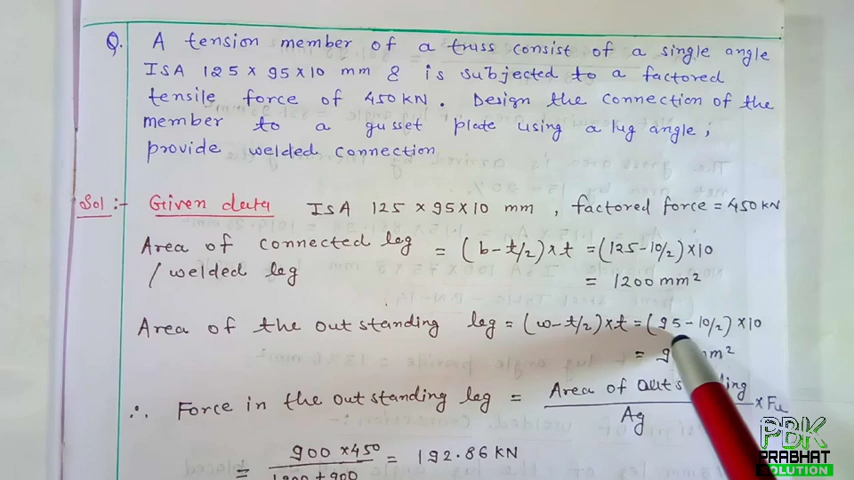 Q. A tension member of a truss consist of a single angle
ISA 125 × 95 × 10 mm & is subjected to a factored
tensile force of 450 KN. Design the connection of the
member to a gusset plate using a lug angle;
provide welded connection
Sol:- Given data ISA 125 × 95 × 10 mm, factored force = 450 KN
Area of connected leg = (b - t/2) × t = (125 - 10/2) × 10
/ welded leg = 1200 mm²
Area of the outstanding leg = (w - t/2) × t = (95 - 10/2) × 10
= 9 mm²
∴ Force in the outstanding leg = Area of outstanding / Ag × Fu
= 900 × 450 / 1200 + 900 = 192.86 KN
PBK
PRABHAT
SOLUTION